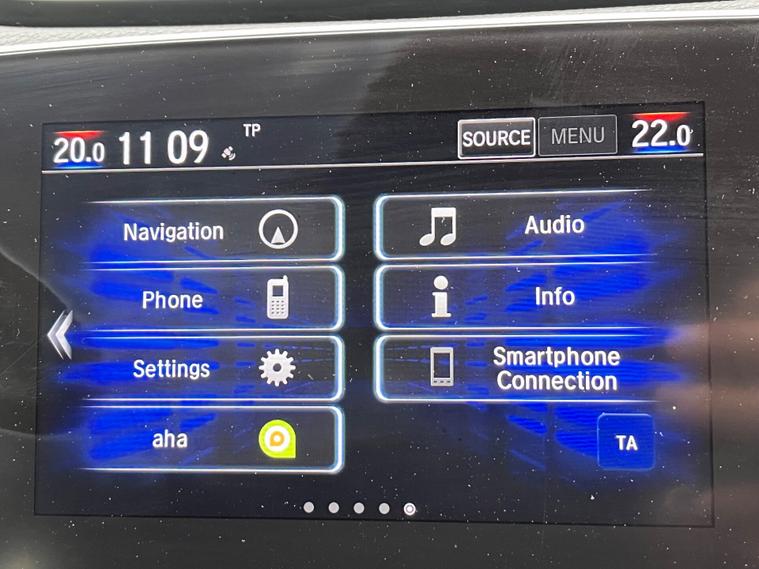 20.0 11 09 TP SOURCE MENU 22.0
Navigation
Audio
Phone
Info
Settings
Smartphone
Connection
aha
TA